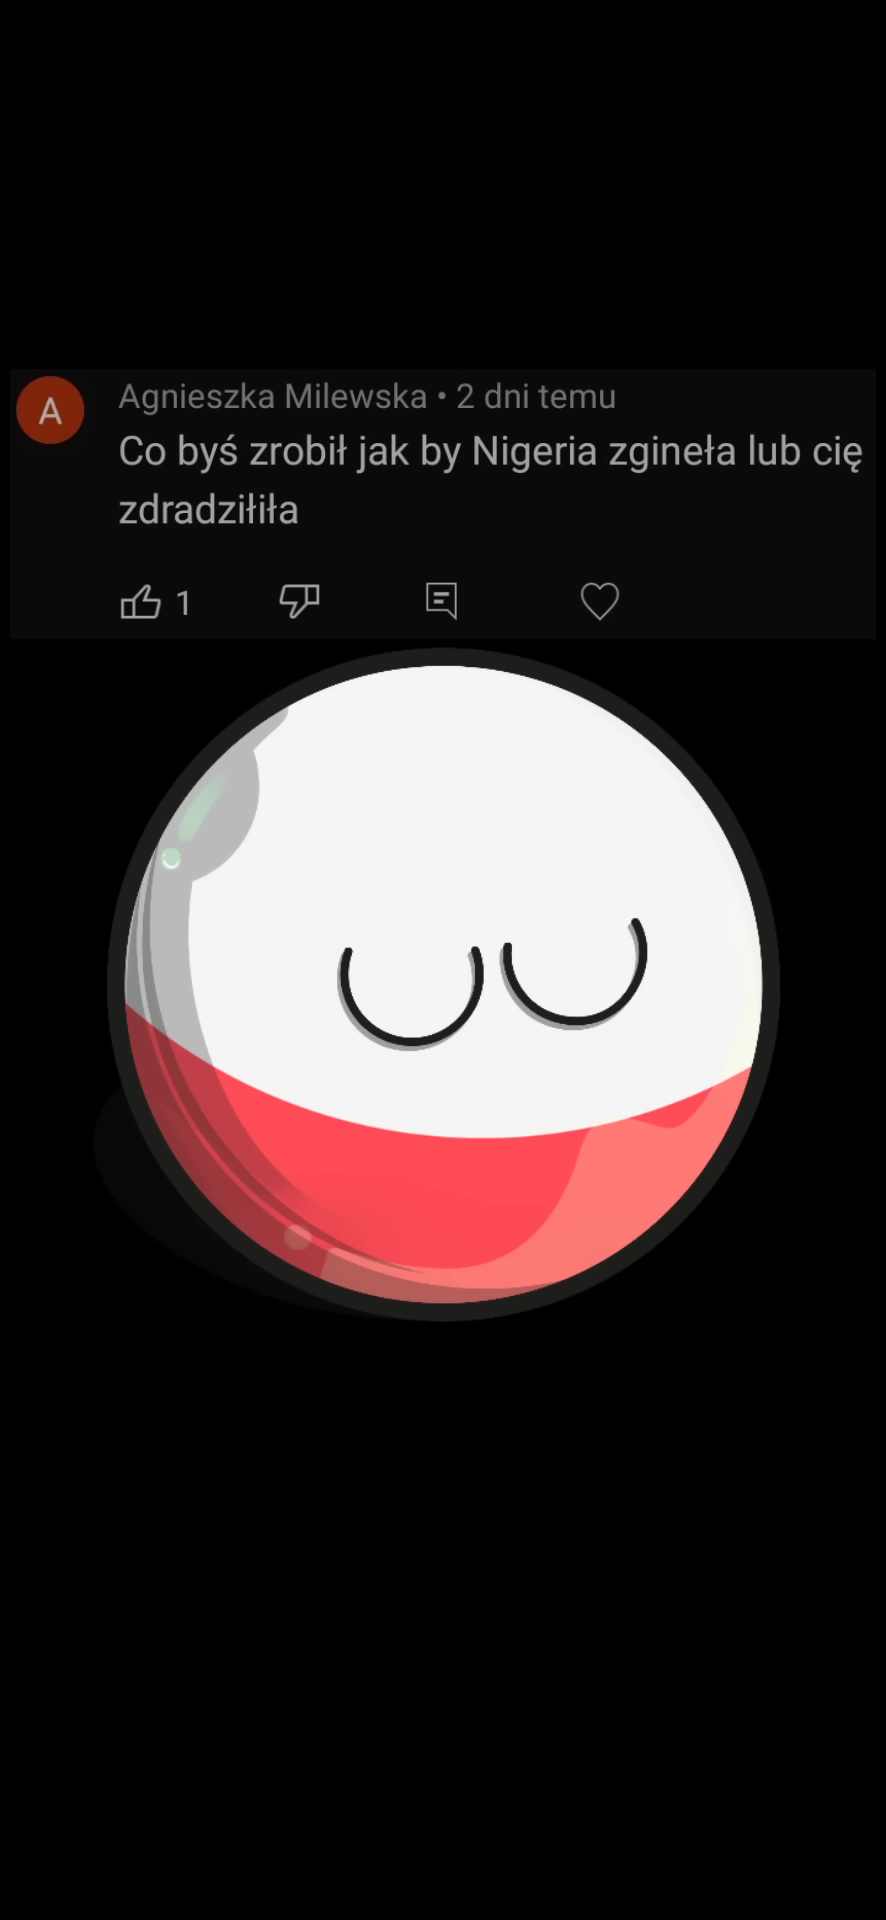 A
Agnieszka Milewska • 2 dni temu
Co byś zrobił jak by Nigeria zgineła lub cię
zdradziłiła
1